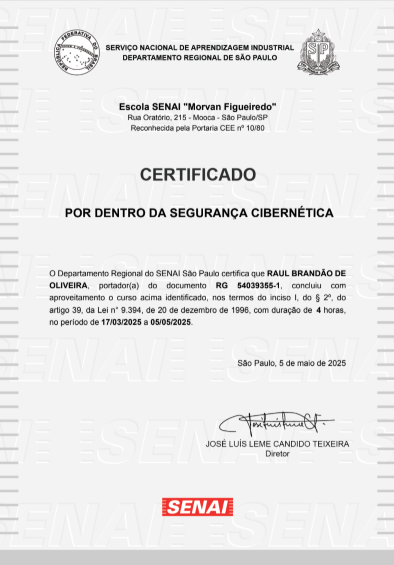 REPÚBLICA FEDERATIVA DO BRASIL
SERVIÇO NACIONAL DE APRENDIZAGEM INDUSTRIAL
DEPARTAMENTO REGIONAL DE SÃO PAULO
SP
Escola SENAI "Morvan Figueiredo"
Rua Oratório, 215 - Mooca - São Paulo/SP
Reconhecida pela Portaria CEE nº 10/80
CERTIFICADO
POR DENTRO DA SEGURANÇA CIBERNÉTICA
O Departamento Regional do SENAI São Paulo certifica que RAUL BRANDÃO DE
OLIVEIRA, portador(a) do documento RG 54039355-1, concluiu com
aproveitamento o curso acima identificado, nos termos do inciso I, do § 2º, do
artigo 39, da Lei n° 9.394, de 20 de dezembro de 1996, com duração de 4 horas,
no período de 17/03/2025 a 05/05/2025.
São Paulo, 5 de maio de 2025
JOSÉ LUÍS LEME CANDIDO TEIXEIRA
Diretor
SENAI